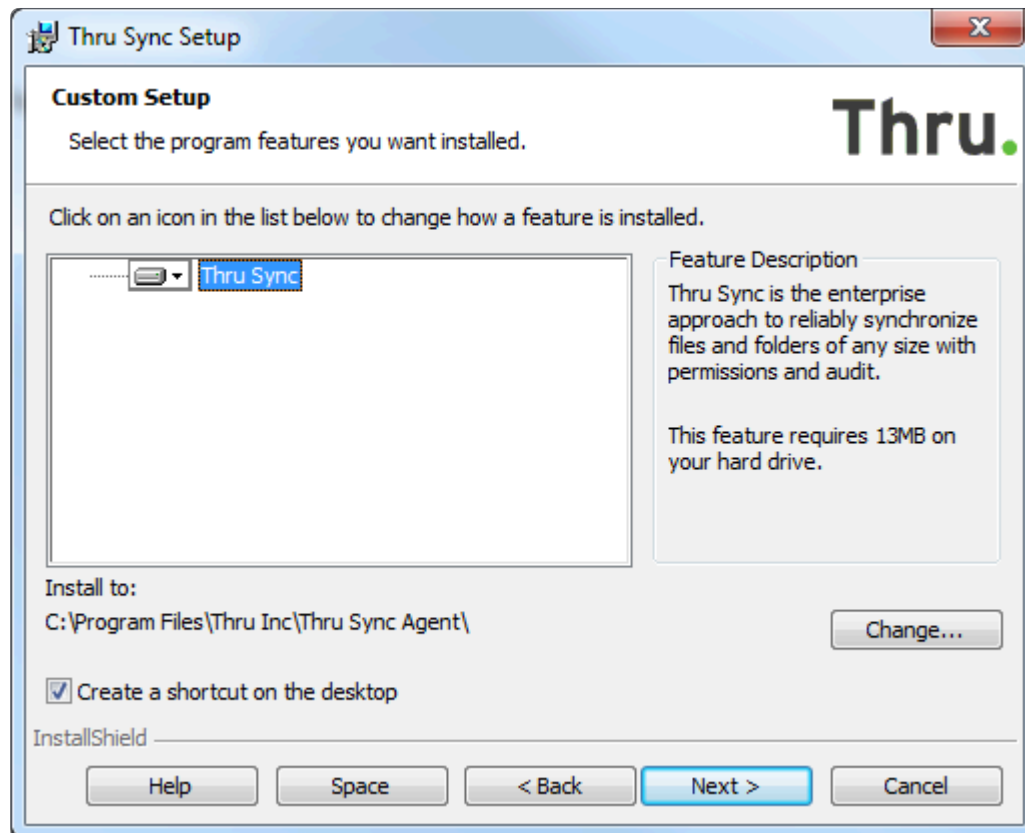 Thru Sync Setup
Custom Setup
Select the program features you want installed.
Thru.
Click on an icon in the list below to change how a feature is installed.
Thru Sync
Feature Description
Thru Sync is the enterprise
approach to reliably synchronize
files and folders of any size with
permissions and audit.
This feature requires 13MB on
your hard drive.
Install to:
C:\Program Files\Thru Inc\Thru Sync Agent\
Change...
Create a shortcut on the desktop
InstallShield
Help
Space
< Back
Next >
Cancel